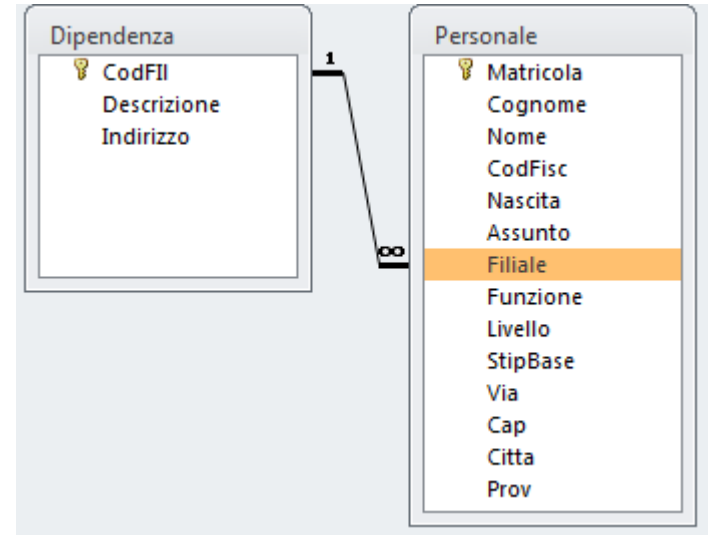 Dipendenza
CodFIl
Descrizione
Indirizzo
1
∞
Personale
Matricola
Cognome
Nome
CodFisc
Nascita
Assunto
Filiale
Funzione
Livello
StipBase
Via
Cap
Citta
Prov